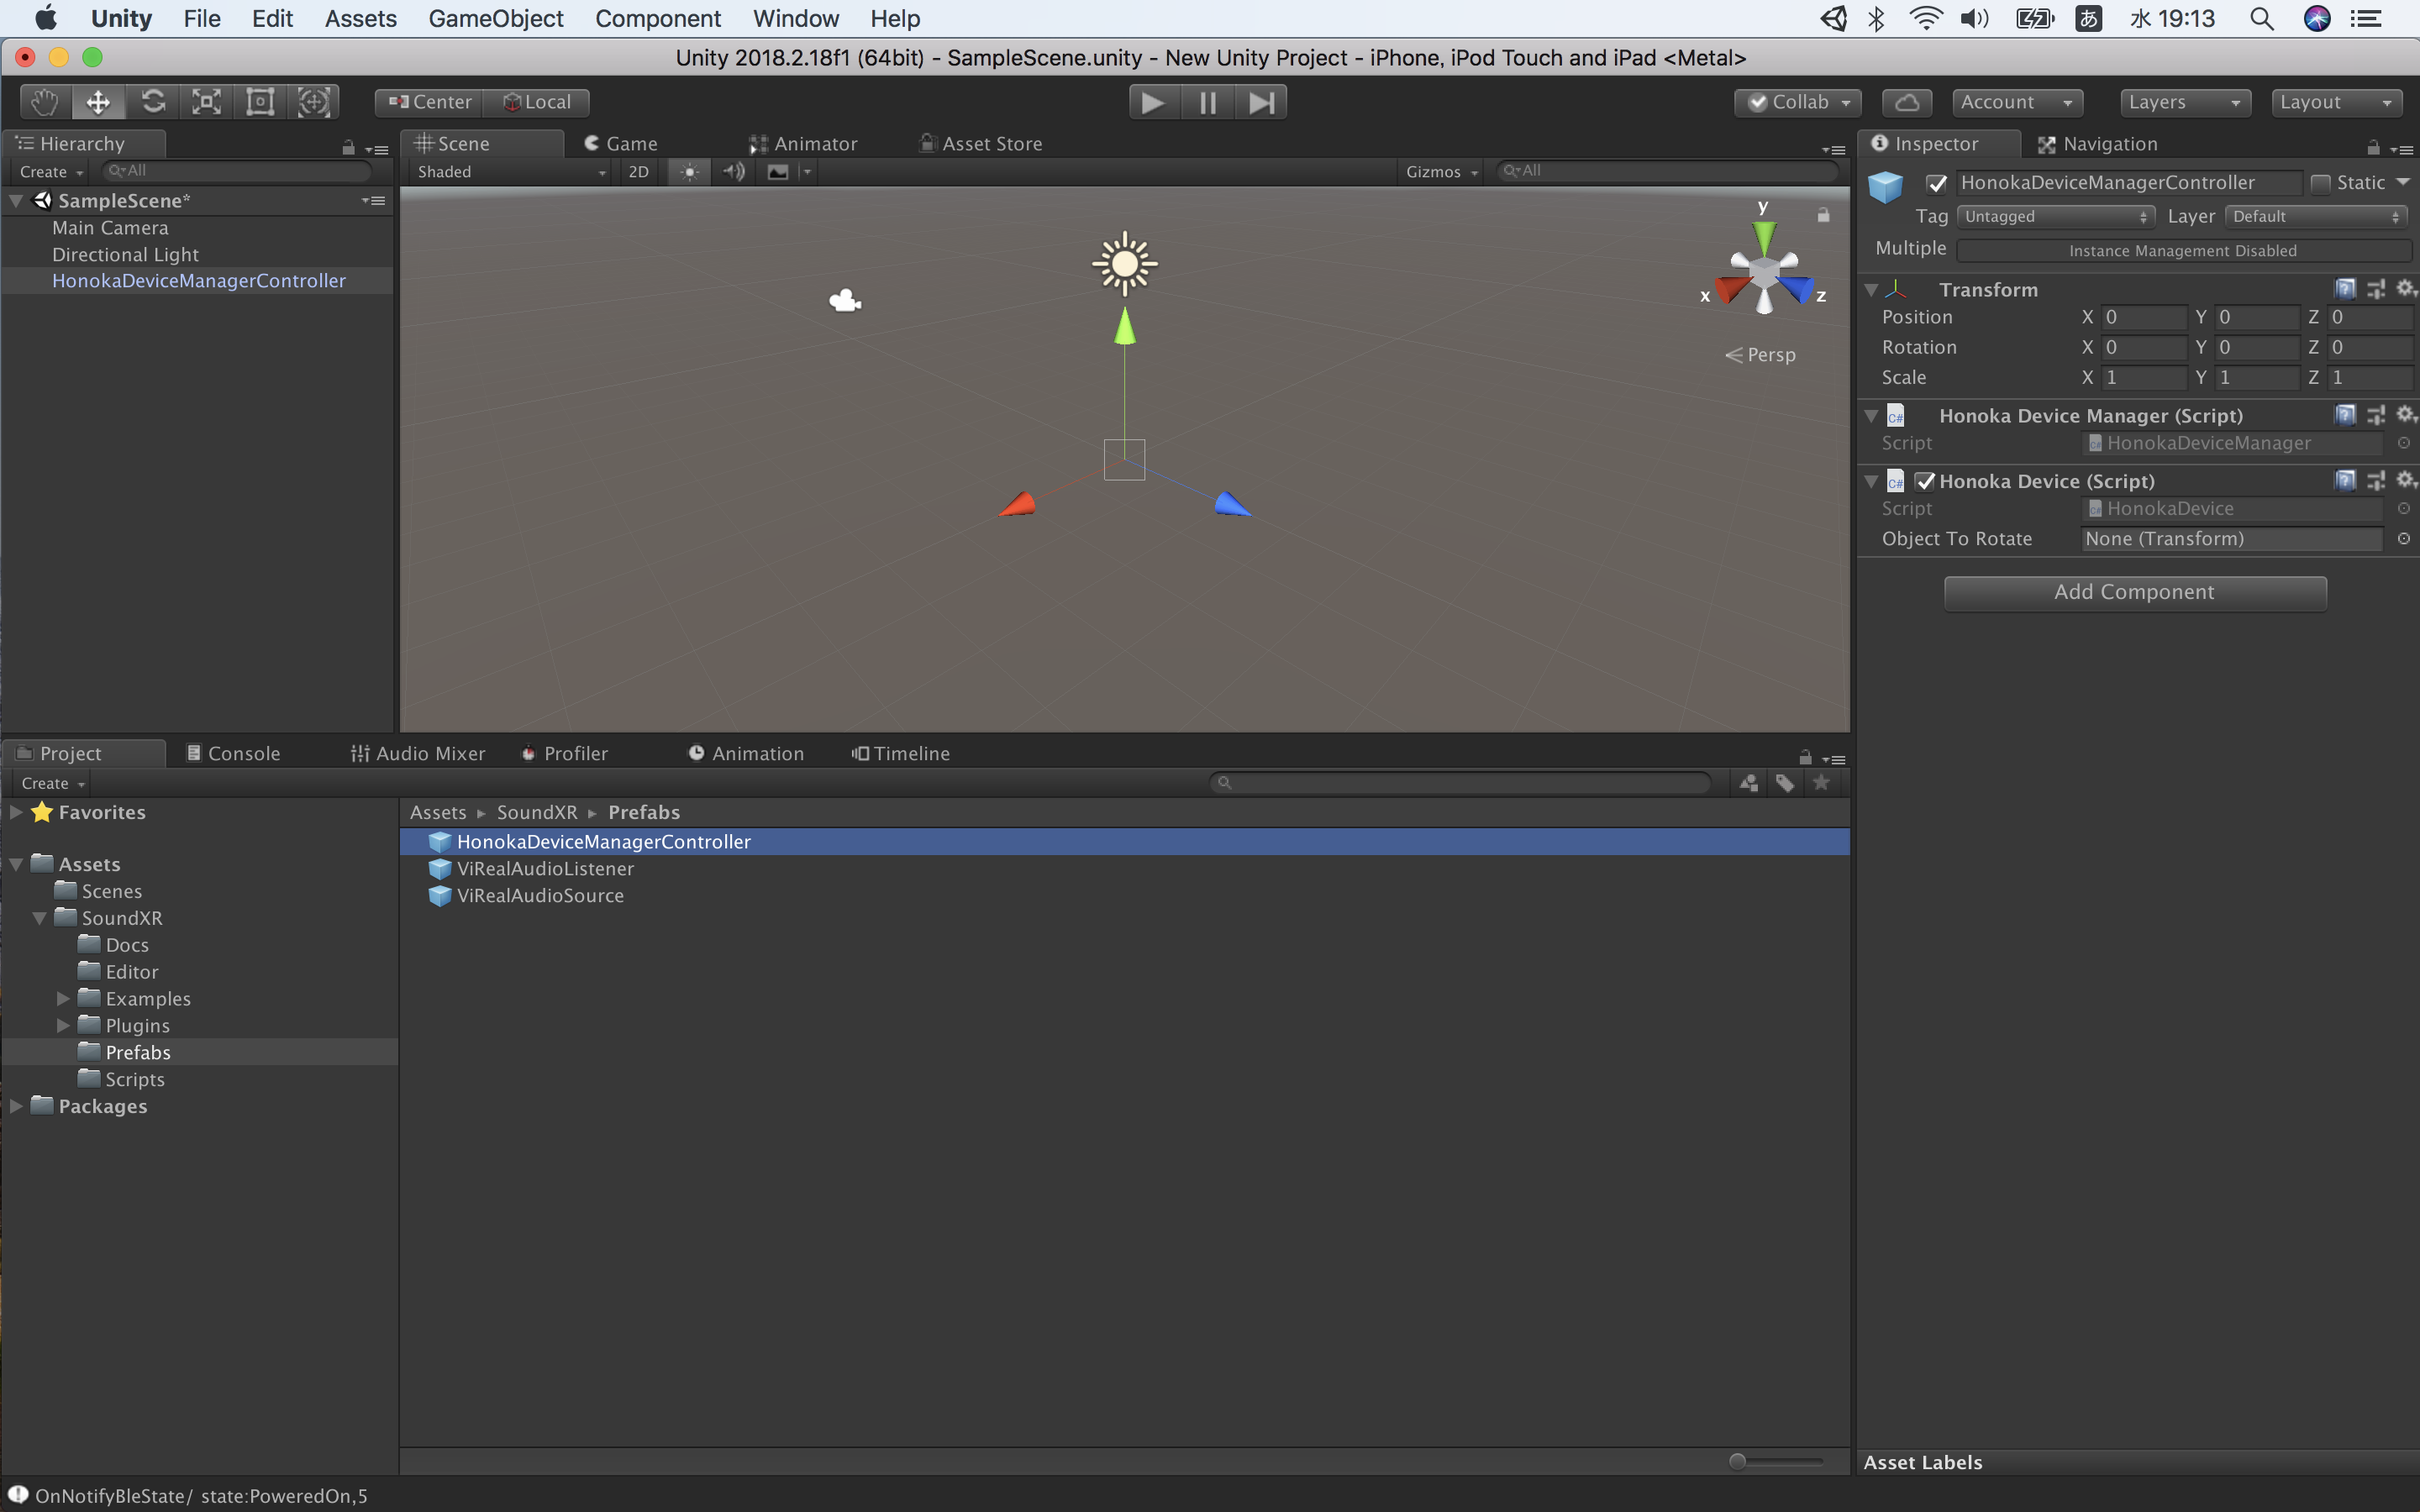 Unity File Edit Assets GameObject Component Window Help あ 水 19:13
Unity 2018.2.18f1 (64bit) - SampleScene.unity - New Unity Project - iPhone, iPod Touch and iPad <Metal>
Center Local Collab Account Layers Layout
Hierarchy
Create All
SampleScene*
Main Camera
Directional Light
HonokaDeviceManagerController
Scene Game Animator Asset Store
Shaded 2D Gizmos All
y
x z
Persp
Inspector Navigation
HonokaDeviceManagerController Static
Tag Untagged Layer Default
Multiple Instance Management Disabled
Transform
Position X 0 Y 0 Z 0
Rotation X 0 Y 0 Z 0
Scale X 1 Y 1 Z 1
C# Honoka Device Manager (Script)
Script HonokaDeviceManager
C# Honoka Device (Script)
Script HonokaDevice
Object To Rotate None (Transform)
Add Component
Project Console Audio Mixer Profiler Animation Timeline
Create
Favorites
Assets
Scenes
SoundXR
Docs
Editor
Examples
Plugins
Prefabs
Scripts
Packages
Assets SoundXR Prefabs
HonokaDeviceManagerController
ViRealAudioListener
ViRealAudioSource
Asset Labels
OnNotifyBleState/ state:PoweredOn,5